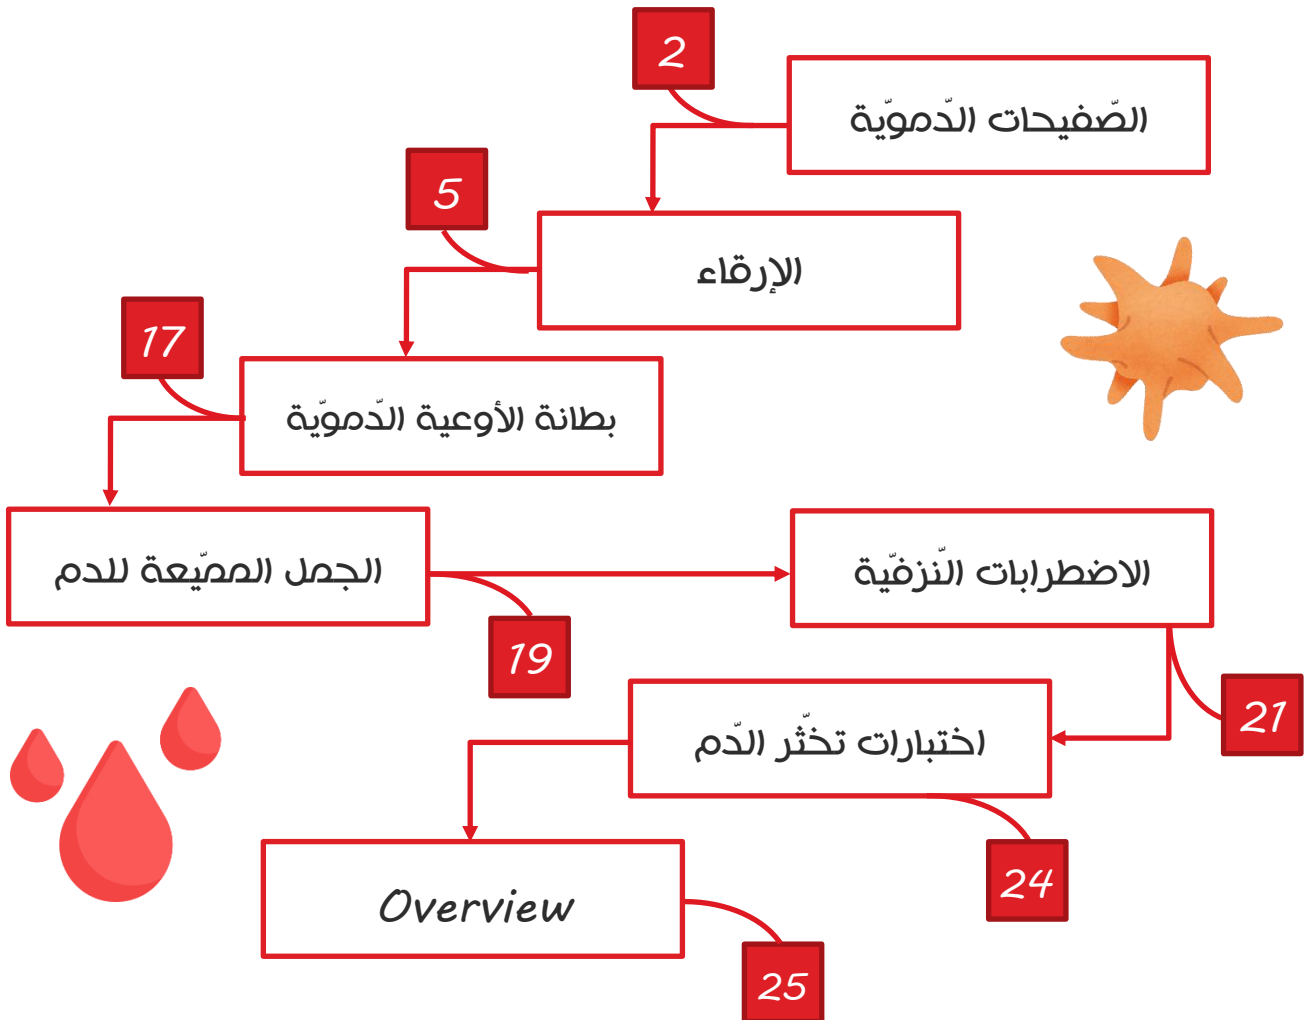 2
الصّفيحات الدّمويّة
5
الإرقاء
17
بطانة الأوعية الدّمويّة
الجمل المميّعة للدم
19
الاضطرابات النّزفيّة
21
اختبارات تخثّر الدّم
24
Overview
25